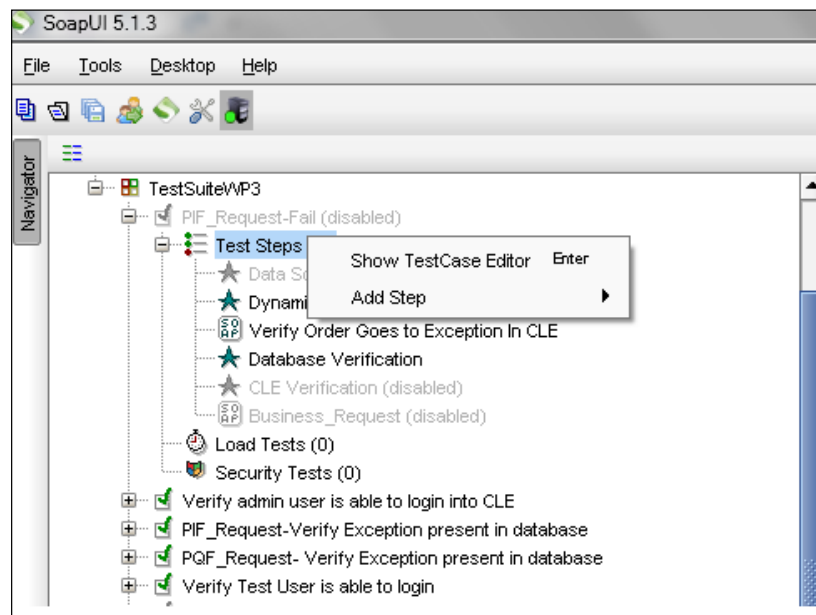 SoapUI 5.1.3
File Tools Desktop Help
Navigator
TestSuiteWP3
PIF_Request-Fail (disabled)
Test Steps
Show TestCase Editor Enter
Data
Add Step
Verify Order Goes to Exception In CLE
Database Verification
CLE Verification (disabled)
Business_Request (disabled)
Load Tests (0)
Security Tests (0)
Verify admin user is able to login into CLE
PIF_Request-Verify Exception present in database
PQF_Request- Verify Exception present in database
Verify Test User is able to login